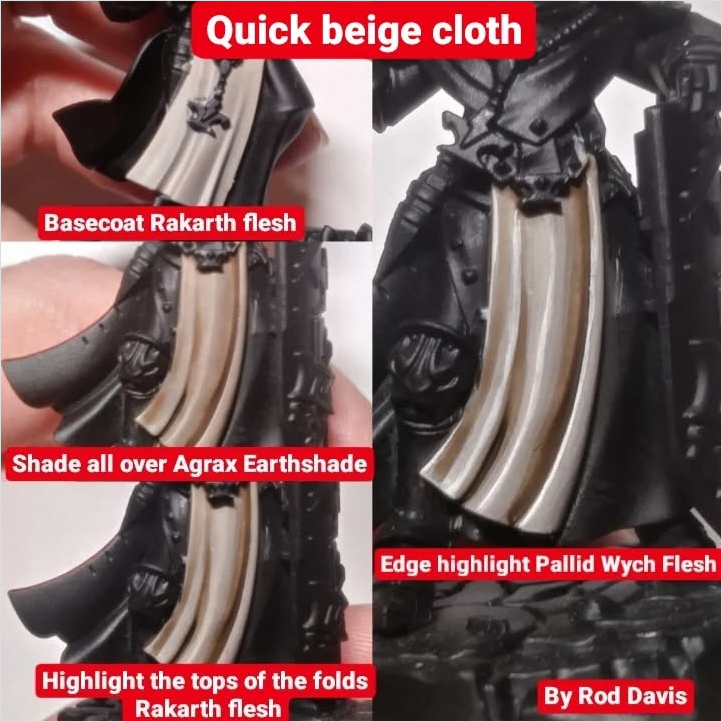 Quick beige cloth
Basecoat Rakarth flesh
Shade all over Agrax Earthshade
Highlight the tops of the folds
Rakarth flesh
Edge highlight Pallid Wych Flesh
By Rod Davis